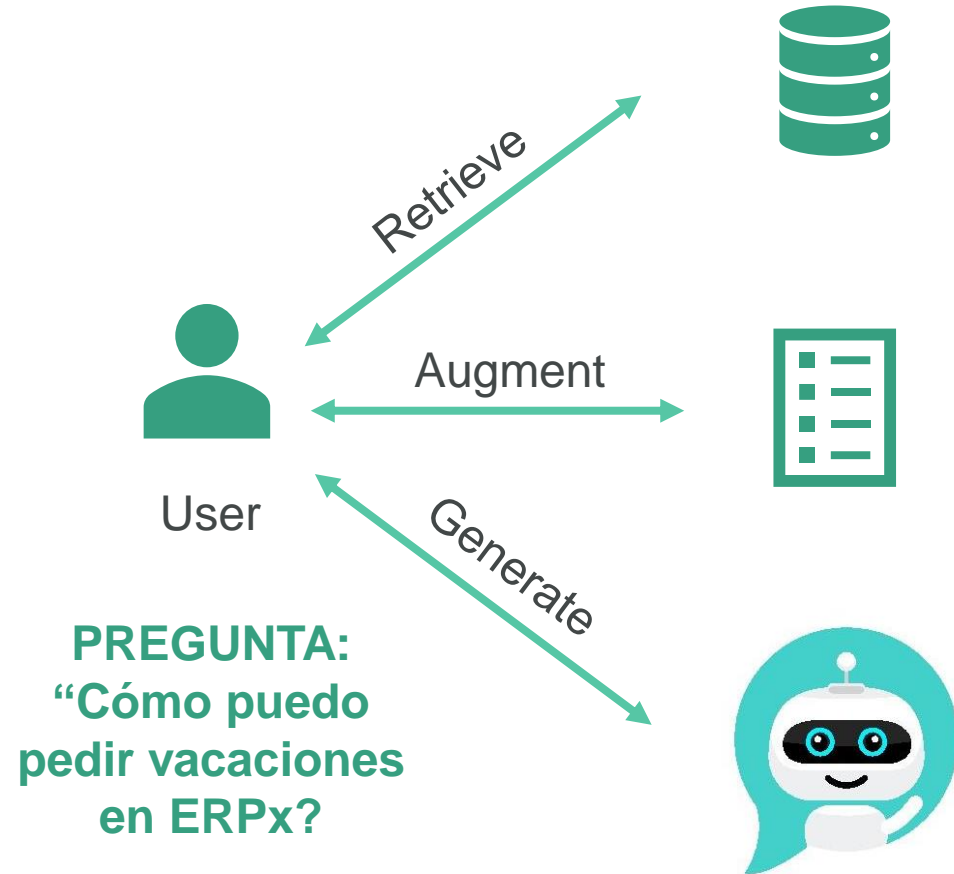 Retrieve
Augment
User
Generate
PREGUNTA:
“Cómo puedo
pedir vacaciones
en ERPx?